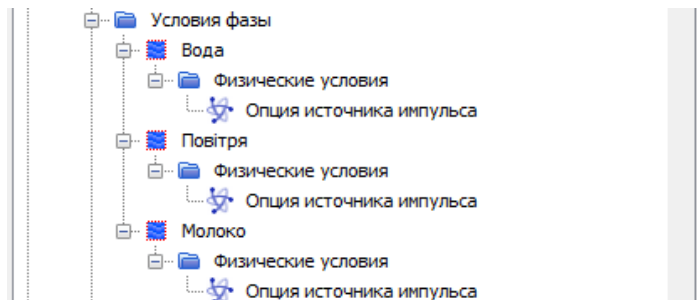 Условия фазы
Вода
Физические условия
Опция источника импульса
Повітря
Физические условия
Опция источника импульса
Молоко
Физические условия
Опция источника импульса